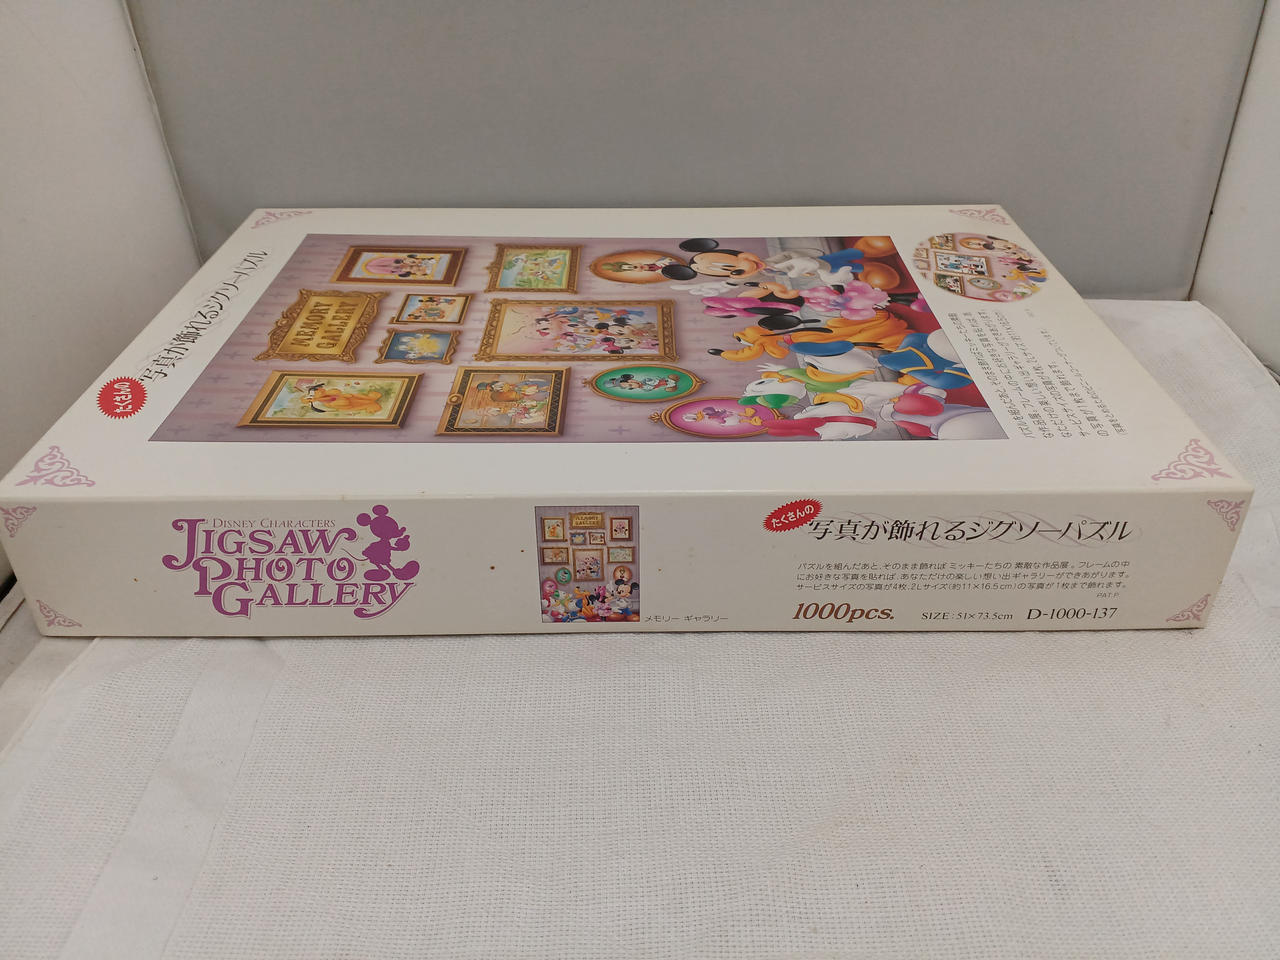 たくさんの
写真が飾れるジグソーパズル
MEMORY
GALLERY
DISNEY CHARACTERS
JIGSAW
PHOTO
GALLERY
MEMORY
GALLERY
メモリー ギャラリー
たくさんの
写真が飾れるジグソーパズル
パズルを組んだあと、そのまま飾れば ミッキーたちの 素敵な作品展。フレームの中
にお好きな写真を貼れば、あなただけの楽しい想い出ギャラリーができあがります。
サービスサイズの写真が4枚、2Lサイズ(約11×16.5cm)の写真が1枚まで飾れます。
PAT.P.
1000pcs.
SIZE:51×73.5cm
D-1000-137